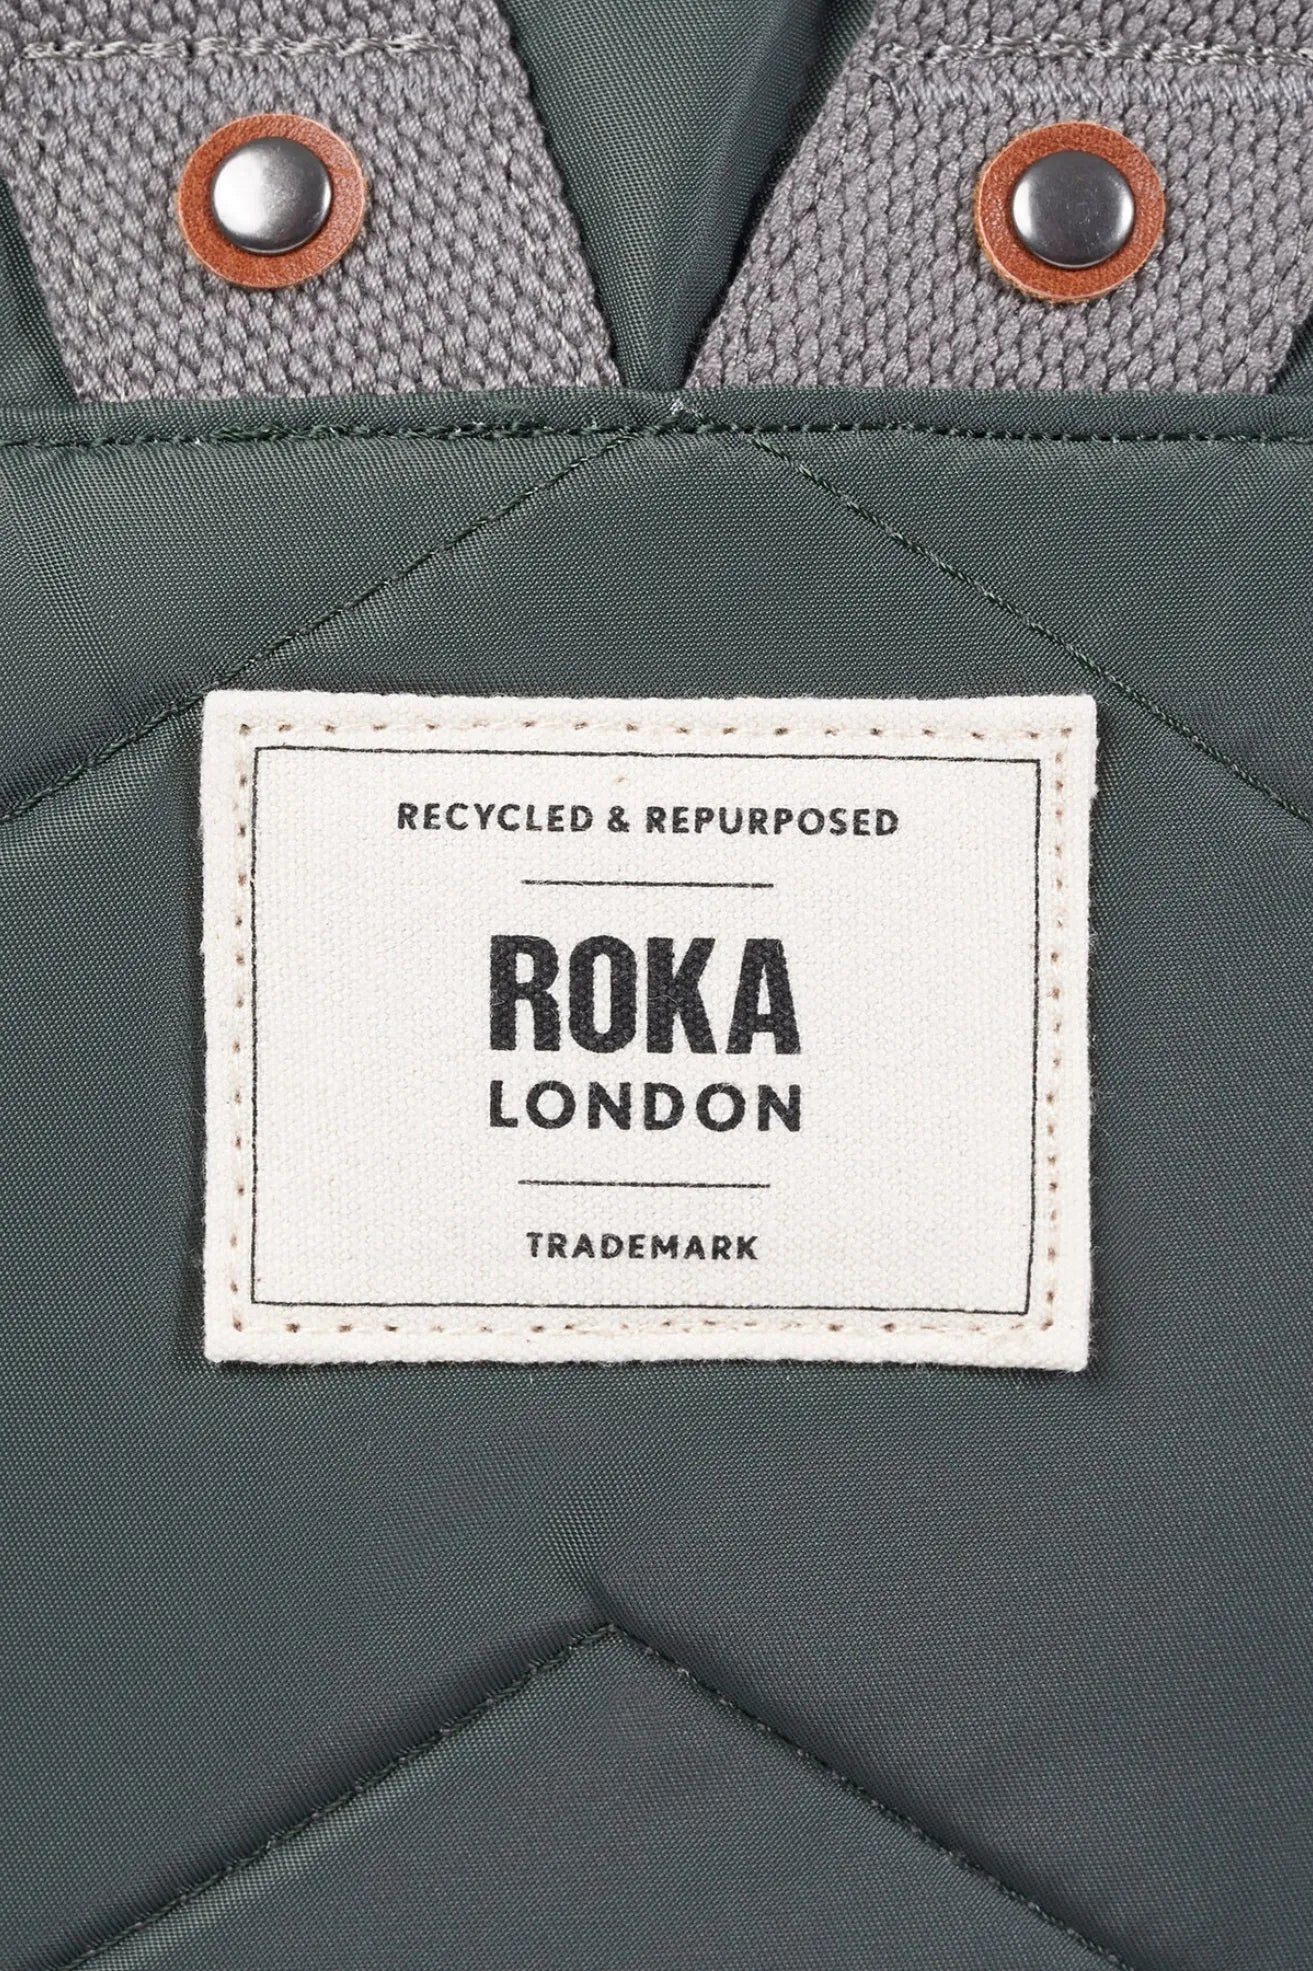 RECYCLED & REPURPOSED
ROKA
LONDON
TRADEMARK